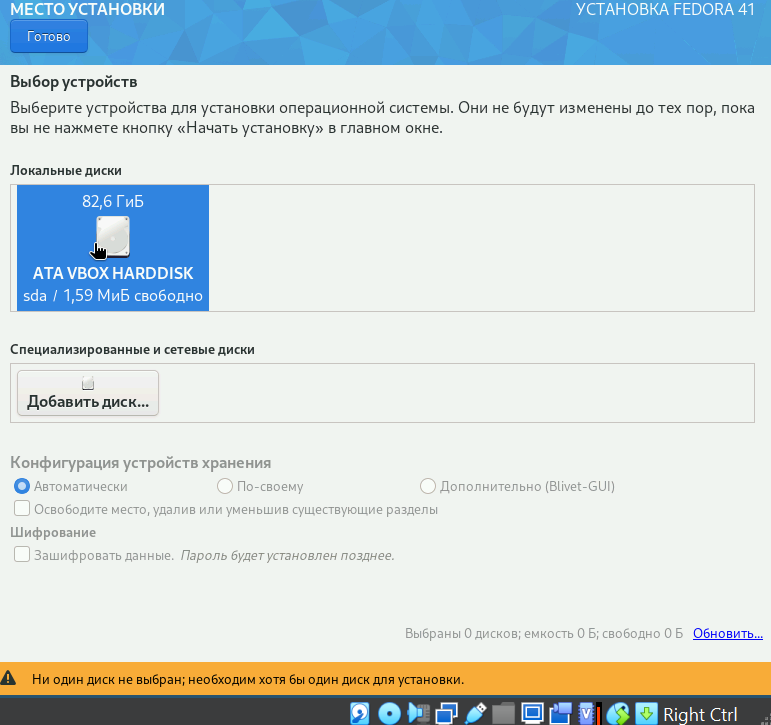 МЕСТО УСТАНОВКИ
УСТАНОВКА FEDORA 41
Готово
Выбор устройств
Выберите устройства для установки операционной системы. Они не будут изменены до тех пор, пока
вы не нажмете кнопку «Начать установку» в главном окне.
Локальные диски
82,6 ГиБ
ATA VBOX HARDDISK
sda / 1,59 МиБ свободно
Специализированные и сетевые диски
Добавить диск...
Конфигурация устройств хранения
Автоматически
По-своему
Дополнительно (Blivet-GUI)
Освободите место, удалив или уменьшив существующие разделы
Шифрование
Зашифровать данные. Пароль будет установлен позднее.
Выбраны 0 дисков; емкость 0 Б; свободно 0 Б Обновить...
Ни один диск не выбран; необходим хотя бы один диск для установки.
V
Right Ctrl